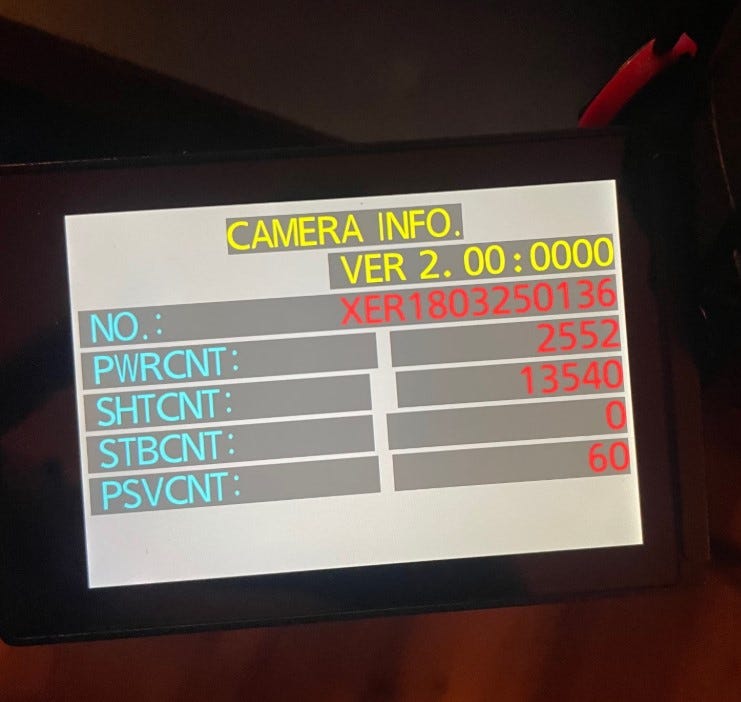 CAMERA INFO.
VER 2.00:0000
NO.: XER1803250136
PWRCNT: 2552
SHTCNT: 13540
STBCNT: 0
PSVCNT: 60